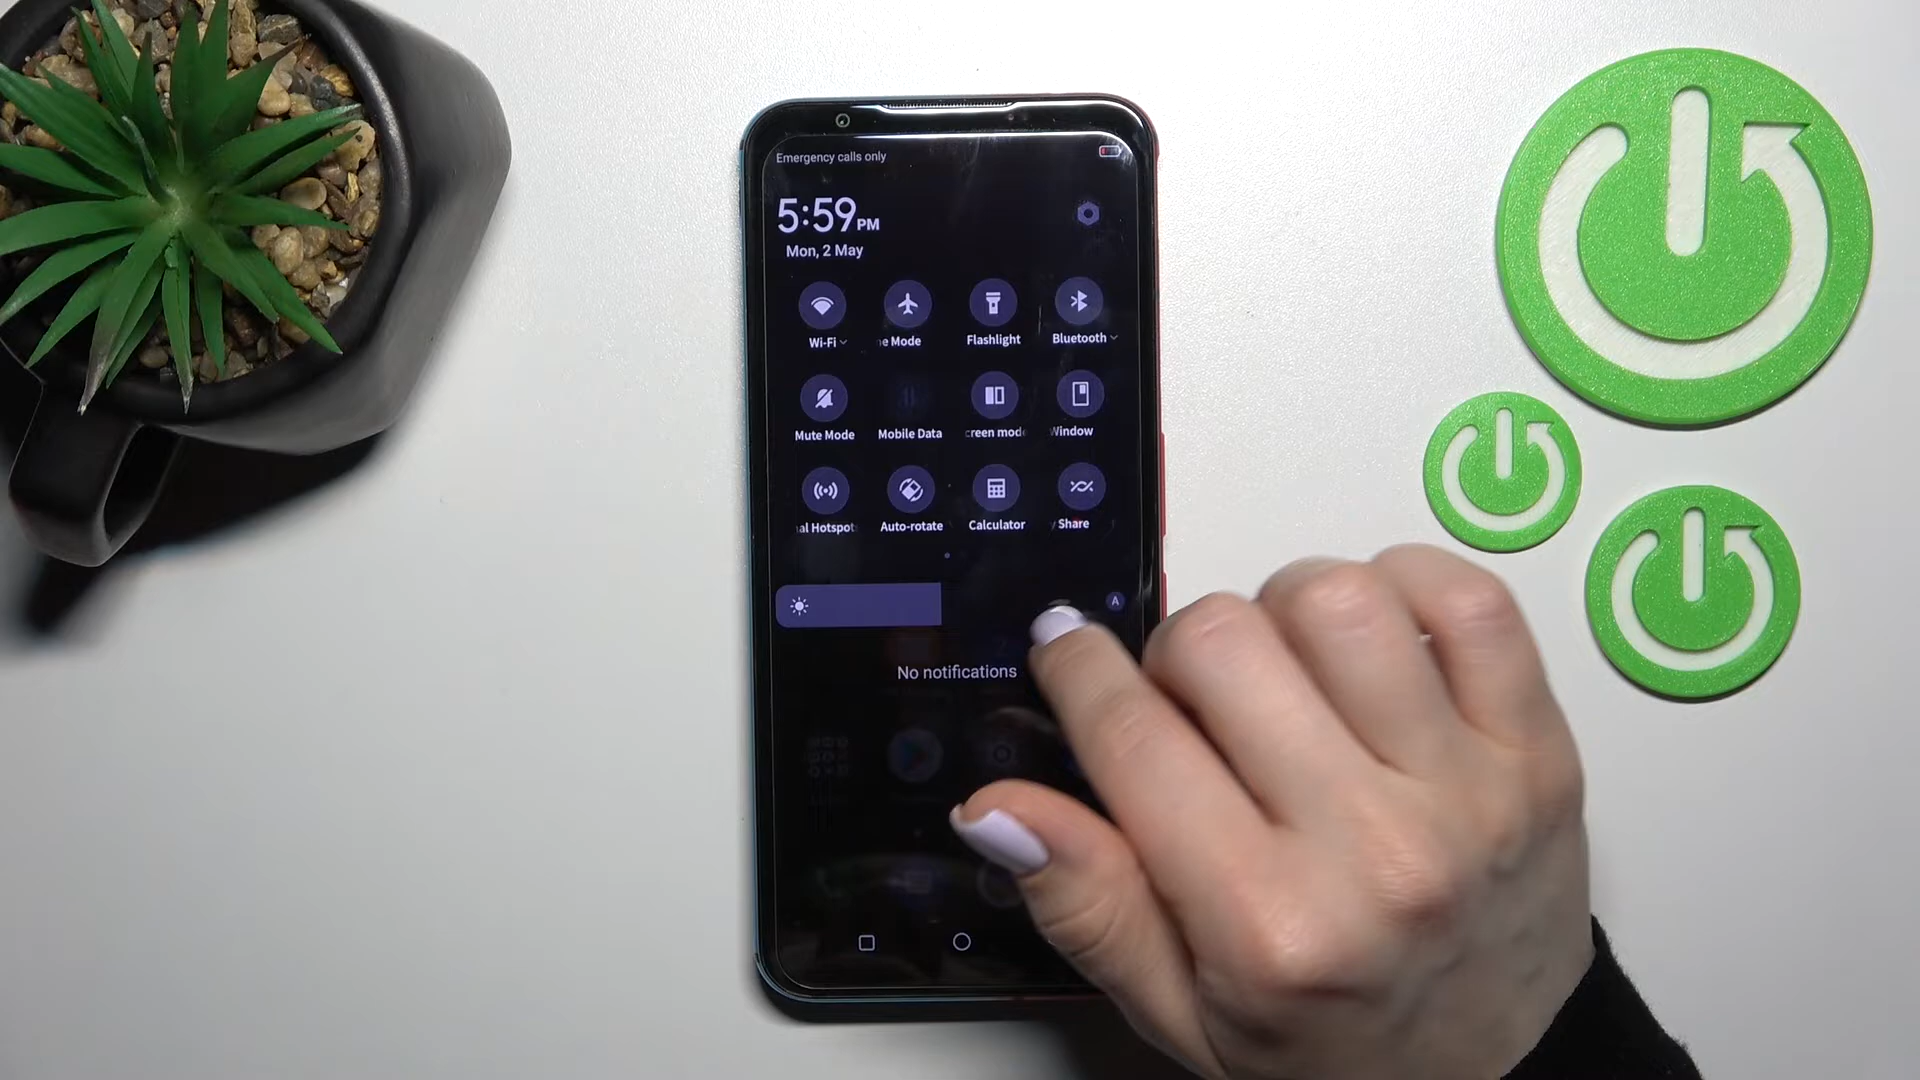 Emergency calls only
5:59PM
Mon, 2 May
Wi-Fi
e Mode
Flashlight
Bluetooth
Mute Mode
Mobile Data
creen mode
Window
al Hotspot
Auto-rotate
Calculator
Share
A
No notifications